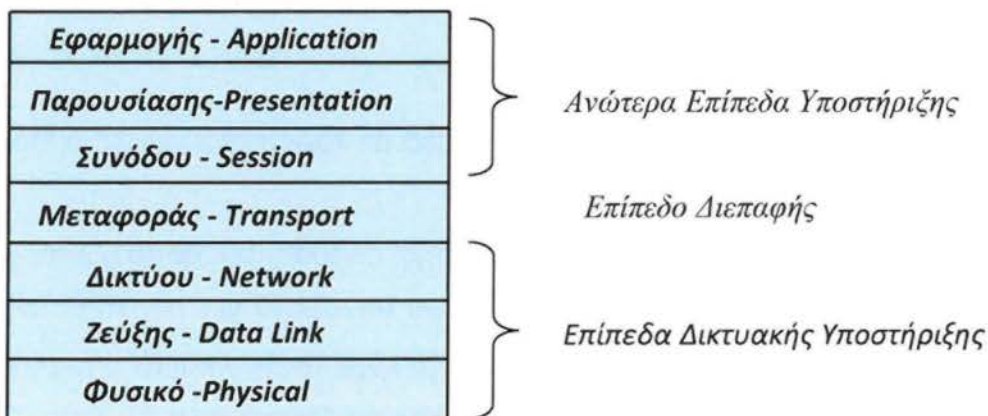 Εφαρμογής - Application
Παρουσίασης-Presentation
Συνόδου - Session
Ανώτερα Επίπεδα Υποστήριξης
Μεταφοράς - Transport
Επίπεδο Διεπαφής
Δικτύου - Network
Ζεύξης - Data Link
Φυσικό -Physical
Επίπεδα Δικτυακής Υποστήριξης